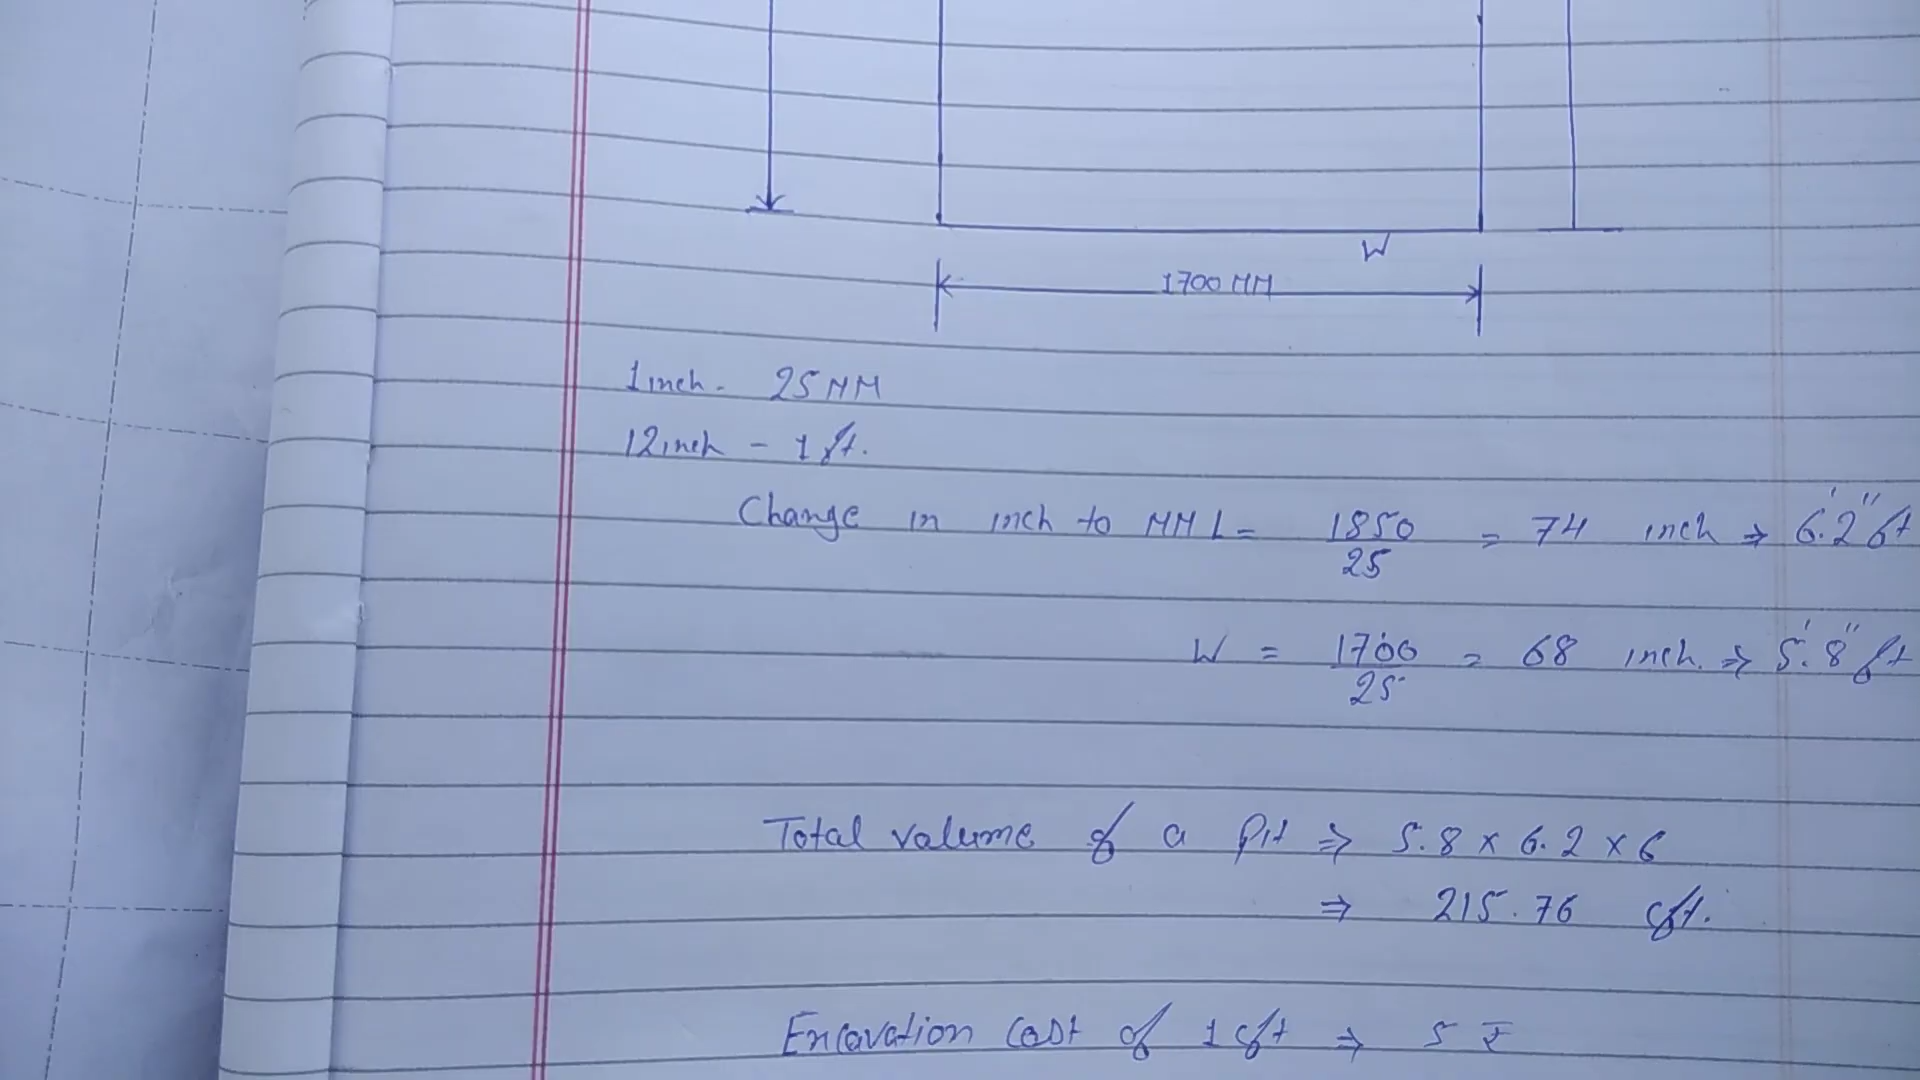 W
1700 MM
1 inch - 25 MM
12 inch - 1 ft.
Change in inch to MM L = 1850/25 = 74 inch ⇒ 6.'2" ft
W = 1700/25 = 68 inch. ⇒ 5.'8" ft
Total valume of a Pit ⇒ 5.8 x 6.2 x 6
⇒ 215.76 cft.
Excavation Cost of 1 cft ⇒ 5 ₹